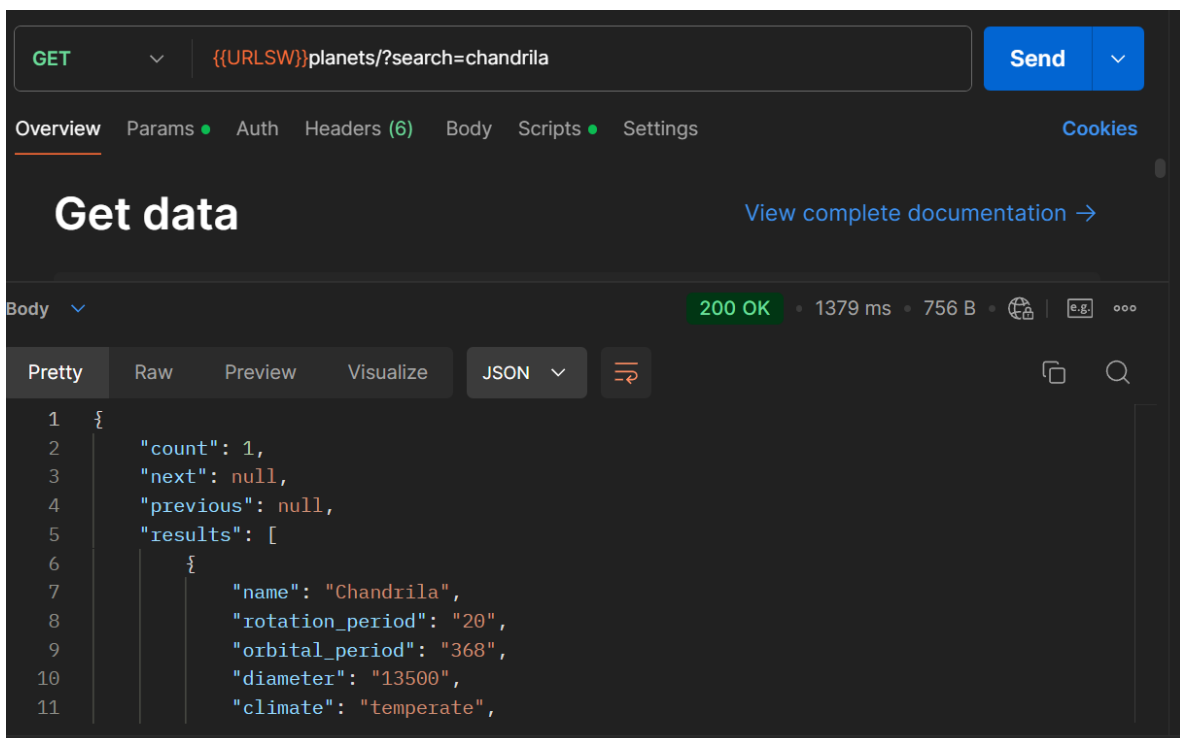 GET {{URLSW}}planets/?search=chandrila Send
Overview Params Auth Headers (6) Body Scripts Settings Cookies
Get data View complete documentation →
Body 200 OK • 1379 ms • 756 B • e.g.
Pretty Raw Preview Visualize JSON
1 {
2 "count": 1,
3 "next": null,
4 "previous": null,
5 "results": [
6 {
7 "name": "Chandrila",
8 "rotation_period": "20",
9 "orbital_period": "368",
10 "diameter": "13500",
11 "climate": "temperate",